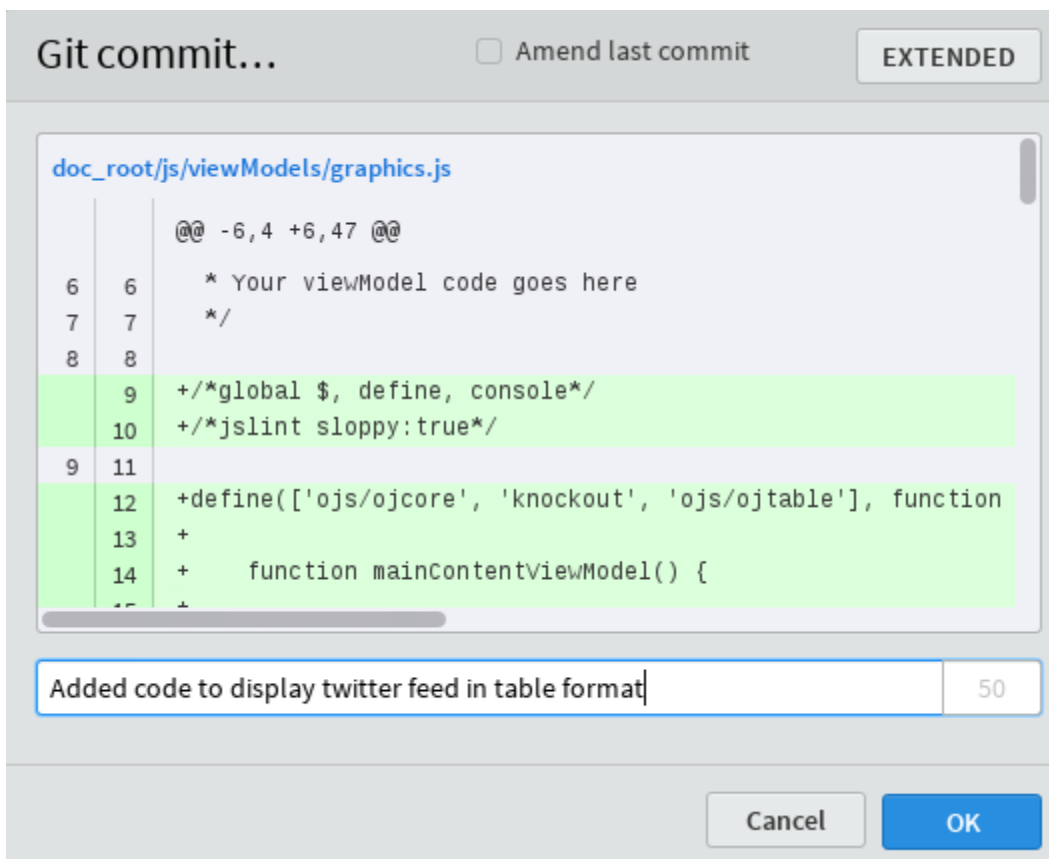 Git commit…
Amend last commit
EXTENDED
doc_root/js/viewModels/graphics.js
@@ -6,4 +6,47 @@
6 6 * Your viewModel code goes here
7 7 */
8 8
9 +/*global $, define, console*/
10 +/*jslint sloppy:true*/
9 11
12 +define(['ojs/ojcore', 'knockout', 'ojs/ojtable'], function
13 +
14 + function mainContentViewModel() {
15 +
Added code to display twitter feed in table format
50
Cancel
OK